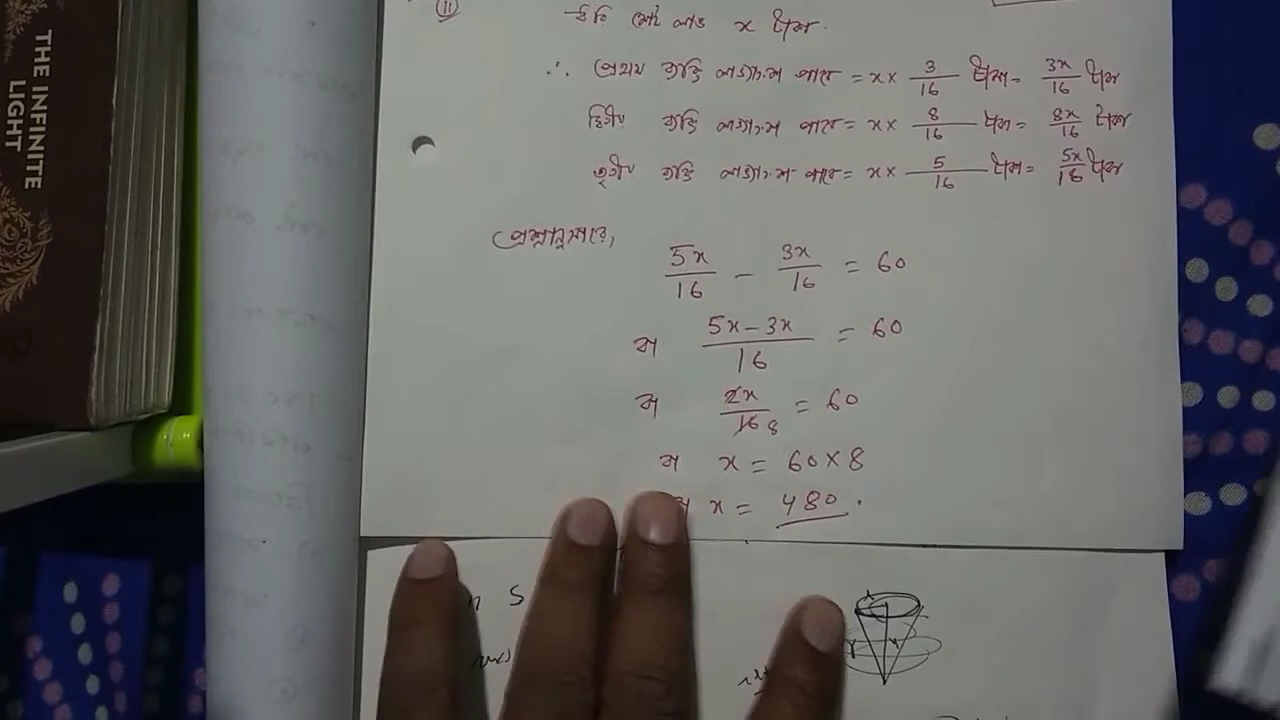 THE INFINITE
LIGHT
(ii)
ধরি মোট লাভ x টাকা.
∴ প্রথম ব্যক্তি লভ্যাংশ পাবে = x × 3/16 টাকা = 3x/16 টাকা
দ্বিতীয় ব্যক্তি লভ্যাংশ পাবে = x × 8/16 টাকা = 8x/16 টাকা
তৃতীয় ব্যক্তি লভ্যাংশ পাবে = x × 5/16 টাকা = 5x/16 টাকা
প্রশ্নানুসারে,
5x/16 - 3x/16 = 60
বা (5x-3x)/16 = 60
বা 2x/16 8 = 60
বা x = 60×8
বা x = 480.